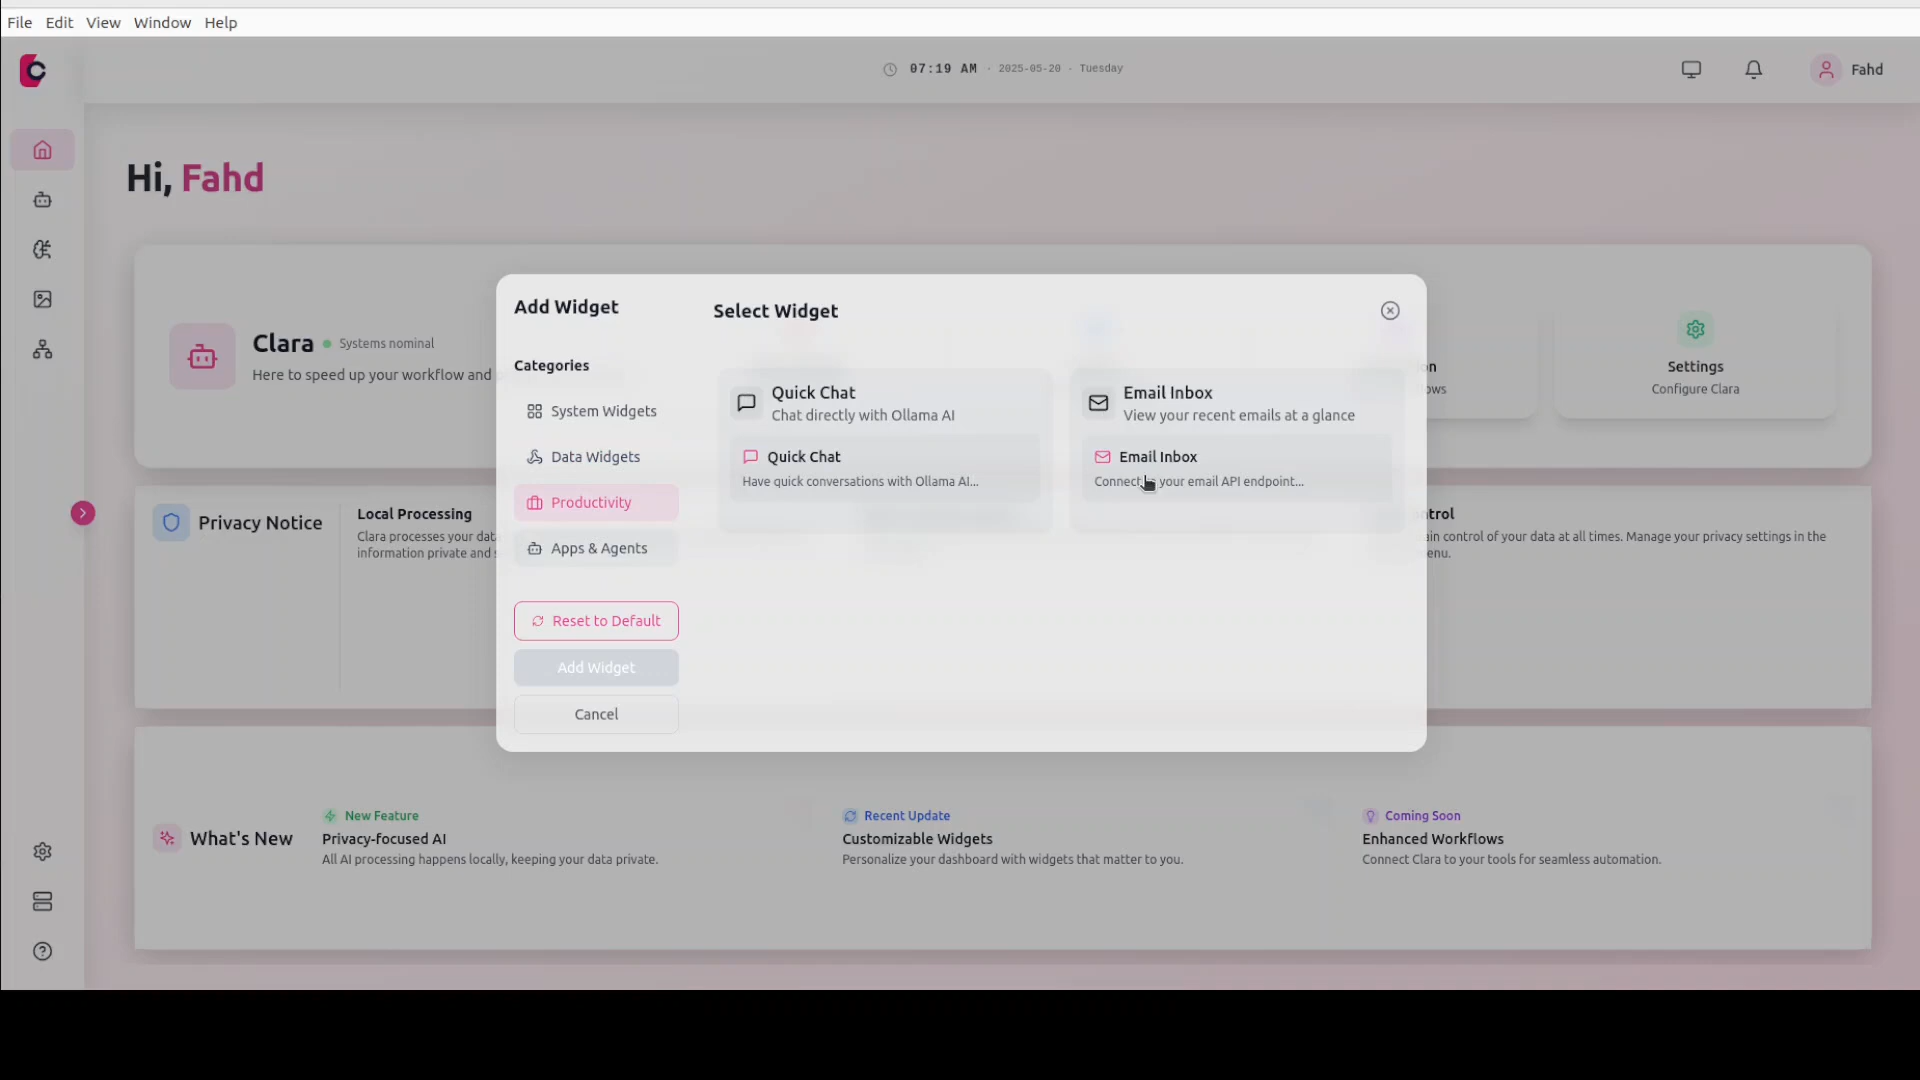 File Edit View Window Help
07:19 AM · 2025-05-20 · Tuesday
Fahd
Hi, Fahd
Clara
Systems nominal
Here to speed up your workflow and
Settings
Configure Clara
Privacy Notice
Local Processing
Clara processes your data
information private and
ain control of your data at all times. Manage your privacy settings in the
Add Widget
Categories
System Widgets
Data Widgets
Productivity
Apps & Agents
Reset to Default
Add Widget
Cancel
Select Widget
Quick Chat
Chat directly with Ollama AI
Quick Chat
Have quick conversations with Ollama AI...
Email Inbox
View your recent emails at a glance
Email Inbox
your email API endpoint...
What's New
New Feature
Privacy-focused AI
All AI processing happens locally, keeping your data private.
Recent Update
Customizable Widgets
Personalize your dashboard with widgets that matter to you.
Coming Soon
Enhanced Workflows
Connect Clara to your tools for seamless automation.